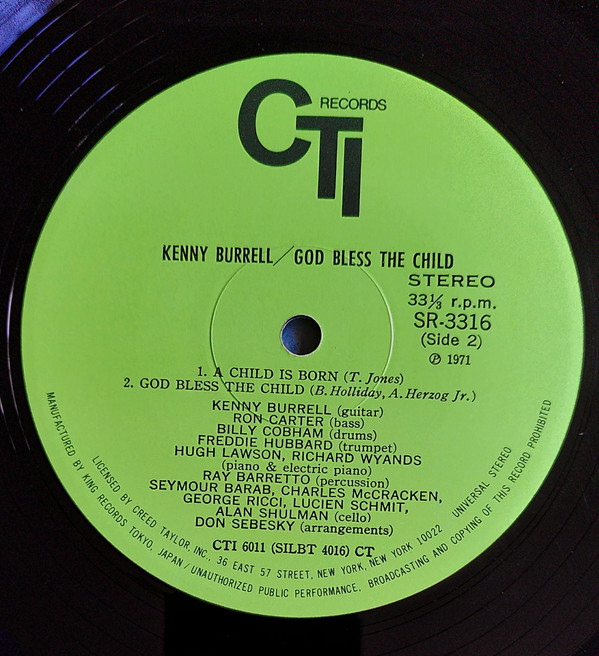 RECORDS
CTI
KENNY BURRELL／GOD BLESS THE CHILD
STEREO
33⅓ r.p.m.
SR-3316
(Side 2)
Ⓟ 1971
1. A CHILD IS BORN (T. Jones)
2. GOD BLESS THE CHILD (B. Holliday, A. Herzog Jr.)
KENNY BURRELL (guitar)
RON CARTER (bass)
BILLY COBHAM (drums)
FREDDIE HUBBARD (trumpet)
HUGH LAWSON, RICHARD WYANDS
(piano & electric piano)
RAY BARRETTO (percussion)
SEYMOUR BARAB, CHARLES McCRACKEN,
GEORGE RICCI, LUCIEN SCHMIT,
ALAN SHULMAN (cello)
DON SEBESKY (arrangements)
CTI 6011 (SILBT 4016) CT
LICENSED BY CREED TAYLOR, INC., 36 EAST 57 STREET, NEW YORK, NEW YORK 10022 UNIVERSAL STEREO
MANUFACTURED BY KING RECORDS TOKYO, JAPAN / UNAUTHORIZED PUBLIC PERFORMANCE, BROADCASTING AND COPYING OF THIS RECORD PROHIBITED